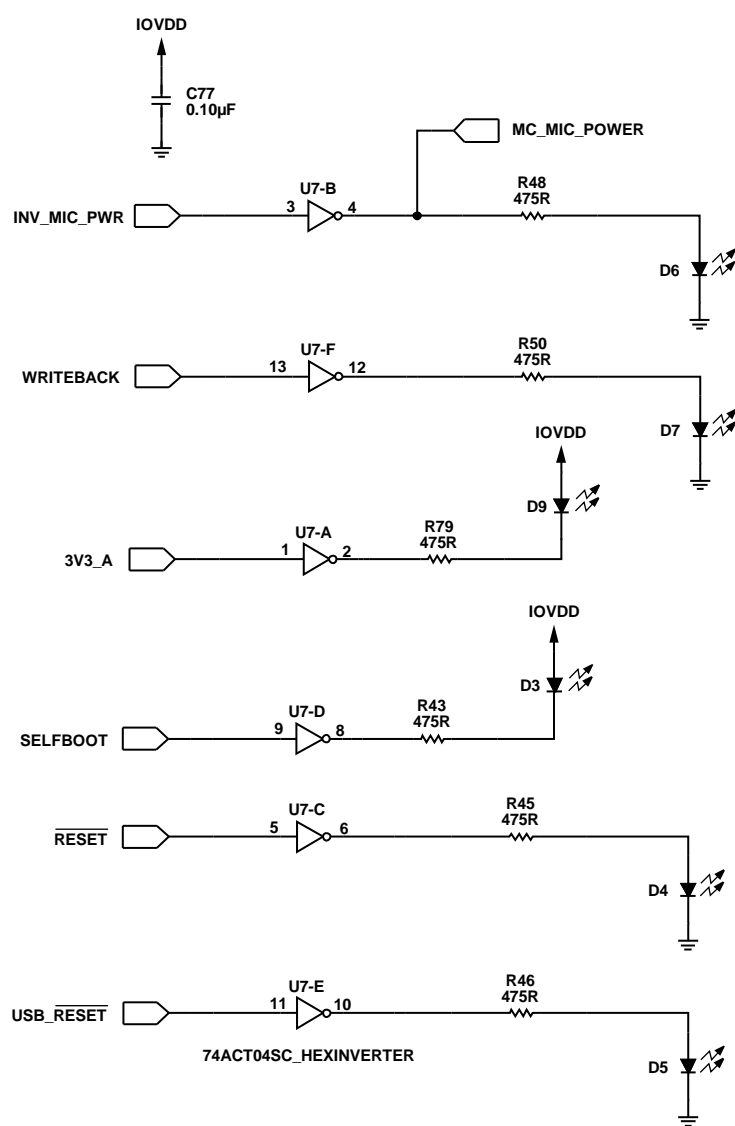 IOVDD
C77
0.10µF
MC_MIC_POWER
U7-B
R48
475R
INV_MIC_PWR
3 4
D6
U7-F
R50
475R
WRITEBACK
13 12
D7
IOVDD
D9
U7-A
R79
475R
3V3_A
1 2
IOVDD
D3
U7-D
R43
475R
SELFBOOT
9 8
U7-C
R45
475R
RESET
5 6
D4
U7-E
R46
475R
USB_RESET
11 10
74ACT04SC_HEXINVERTER
D5